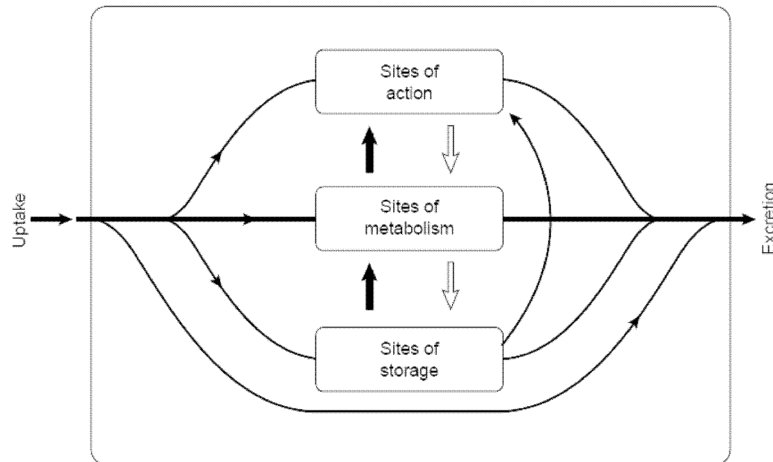 Sites of
action
Uptake
Sites of
metabolism
Excretion
Sites of
storage